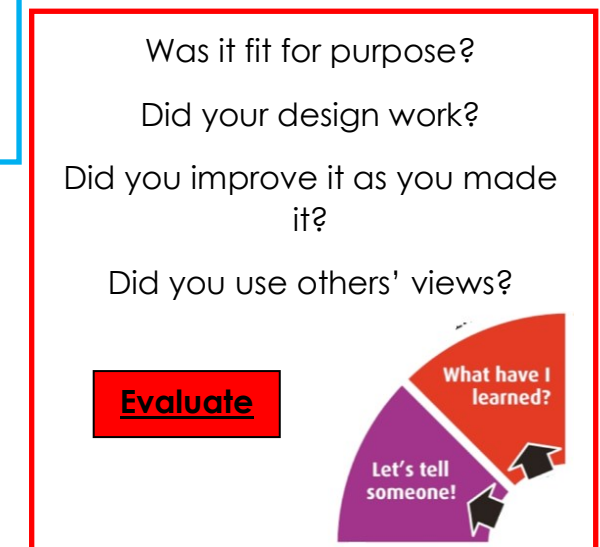 Was it fit for purpose?
Did your design work?
Did you improve it as you made
it?
Did you use others’ views?
Evaluate
What have I
learned?
Let's tell
someone!